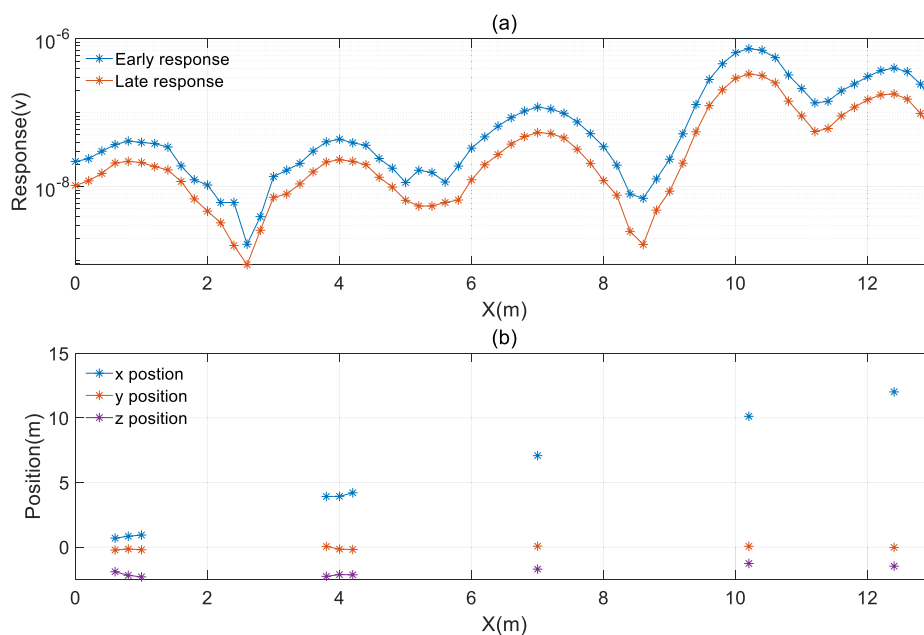 (a)
10^-6
10^-8
Response(v)
Early response
Late response
0 2 4 6 8 10 12
X(m)
(b)
15
10
5
0
Position(m)
x postion
y position
z position
0 2 4 6 8 10 12
X(m)